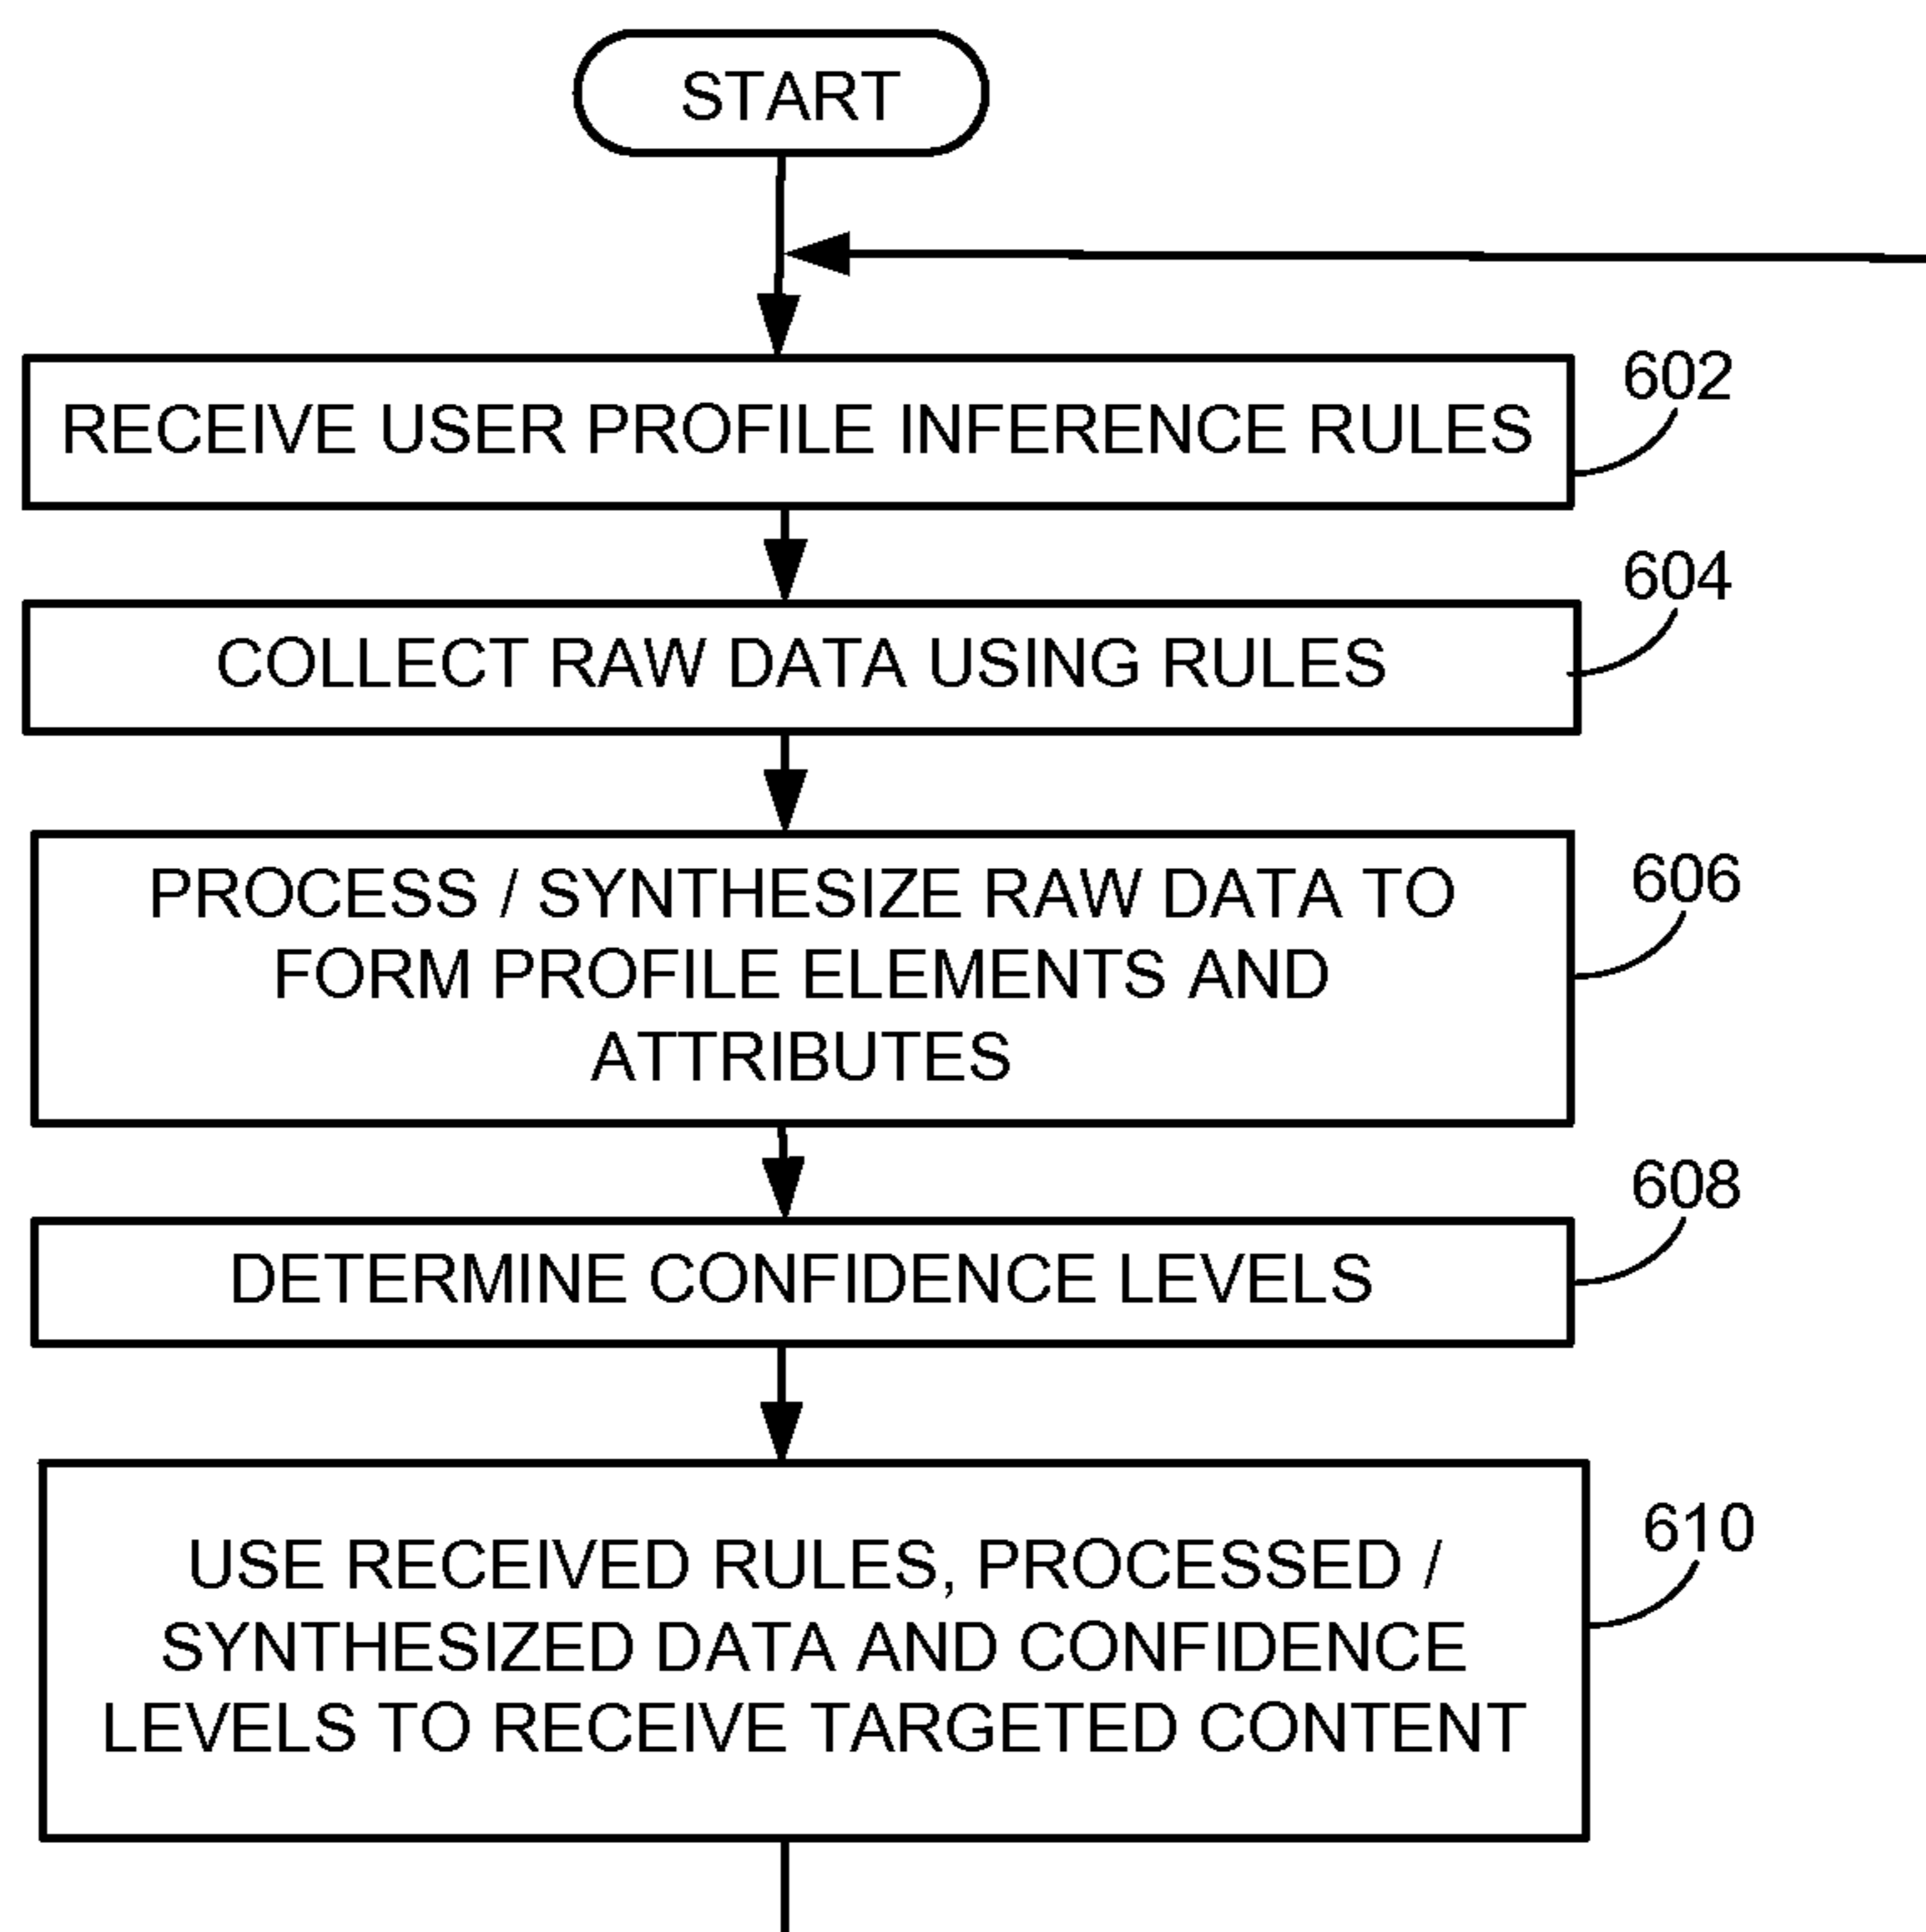 START
602
RECEIVE USER PROFILE INFERENCE RULES
604
COLLECT RAW DATA USING RULES
606
PROCESS / SYNTHESIZE RAW DATA TO
FORM PROFILE ELEMENTS AND
ATTRIBUTES
608
DETERMINE CONFIDENCE LEVELS
610
USE RECEIVED RULES, PROCESSED /
SYNTHESIZED DATA AND CONFIDENCE
LEVELS TO RECEIVE TARGETED CONTENT